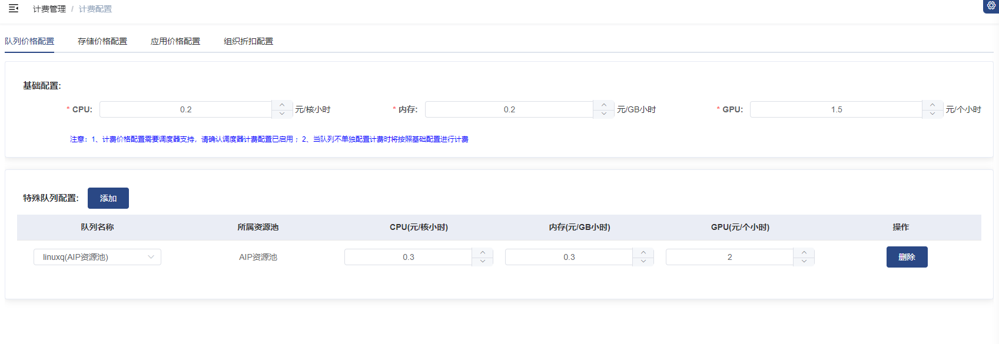 计费管理 / 计费配置
队列价格配置 存储价格配置 应用价格配置 组织折扣配置
基础配置:
* CPU: 0.2 元/核小时 * 内存: 0.2 元/GB小时 * GPU: 1.5 元/个小时
注意：1、计费价格配置需要调度器支持，请确认调度器计费配置已启用 ；2、当队列不单独配置计费时将按照基础配置进行计费
特殊队列配置: 添加
队列名称 所属资源池 CPU(元/核小时) 内存(元/GB小时) GPU(元/个小时) 操作
linuxq(AIP资源池) AIP资源池 0.3 0.3 2 删除